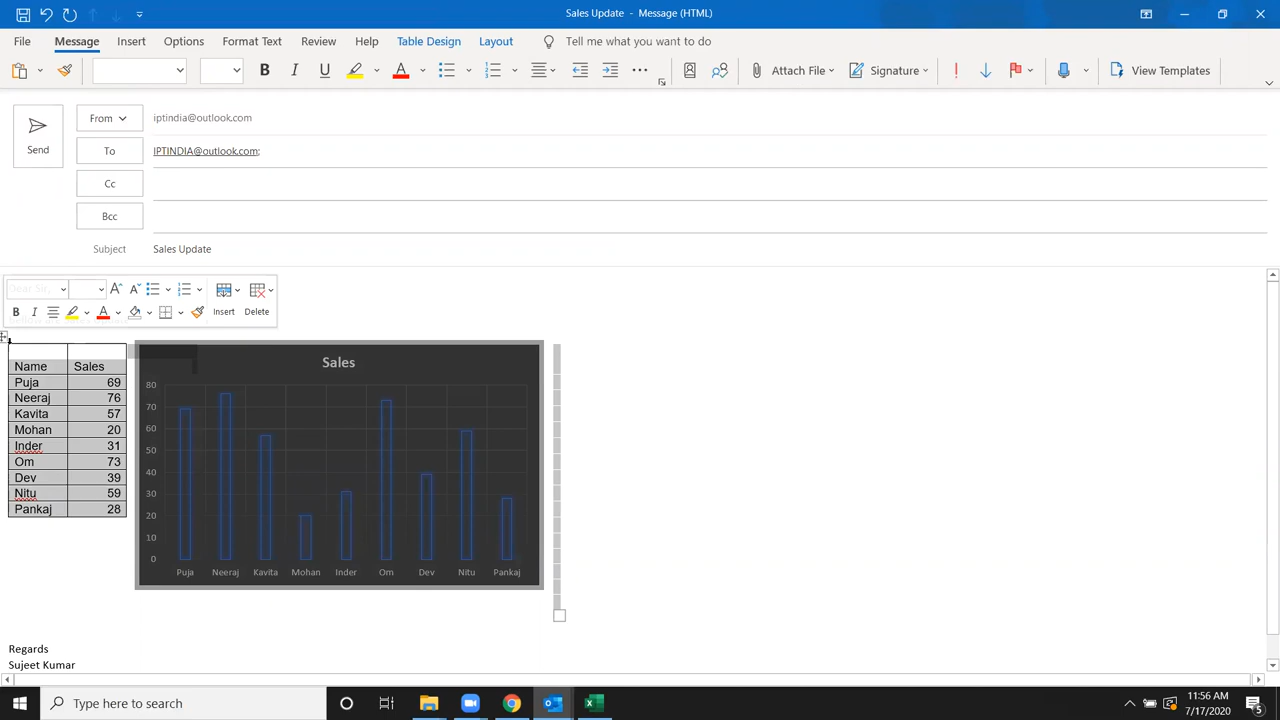 Sales Update - Message (HTML)
File Message Insert Options Format Text Review Help Table Design Layout Tell me what you want to do
Attach File Signature View Templates
Send
From iptindia@outlook.com
To IPTINDIA@outlook.com;
Cc
Bcc
Subject Sales Update
Dear Sir,
Insert Delete
Name Sales
Puja 69
Neeraj 76
Kavita 57
Mohan 20
Inder 31
Om 73
Dev 39
Nitu 59
Pankaj 28
Sales
80
70
60
50
40
30
20
10
0
Puja Neeraj Kavita Mohan Inder Om Dev Nitu Pankaj
Regards
Sujeet Kumar
Type here to search
11:56 AM
7/17/2020
5